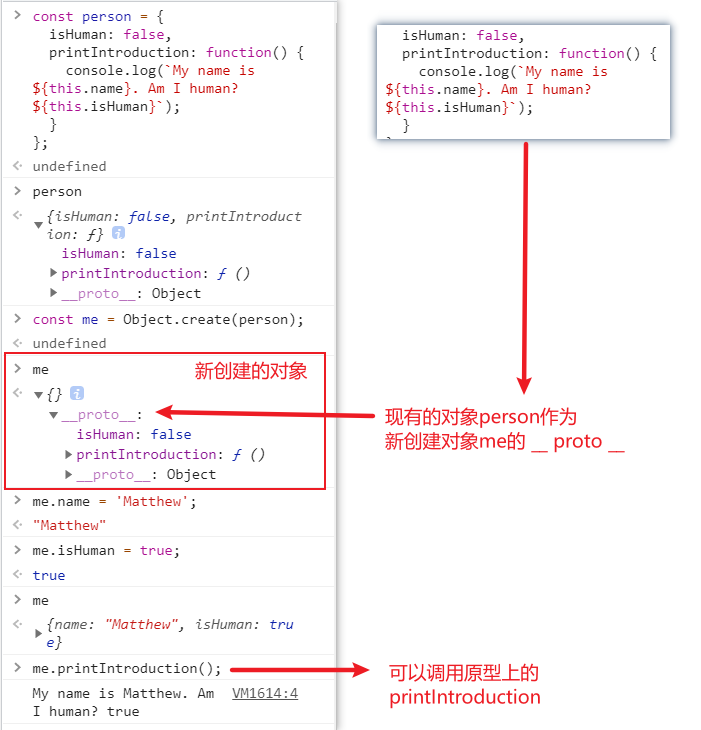 > const person = {
isHuman: false,
printIntroduction: function() {
console.log(`My name is
${this.name}. Am I human?
${this.isHuman}`);
}
};
undefined
> person
{isHuman: false, printIntroduct
ion: ƒ}
isHuman: false
printIntroduction: ƒ ()
__proto__: Object
> const me = Object.create(person);
undefined
> me
新创建的对象
{}
__proto__:
isHuman: false
printIntroduction: ƒ ()
__proto__: Object
> me.name = 'Matthew';
"Matthew"
> me.isHuman = true;
true
> me
{name: "Matthew", isHuman: tru
e}
> me.printIntroduction();
My name is Matthew. Am VM1614:4
I human? true
isHuman: false,
printIntroduction: function() {
console.log(`My name is
${this.name}. Am I human?
${this.isHuman}`);
}
现有的对象person作为
新创建对象me的 __ proto __
可以调用原型上的
printIntroduction